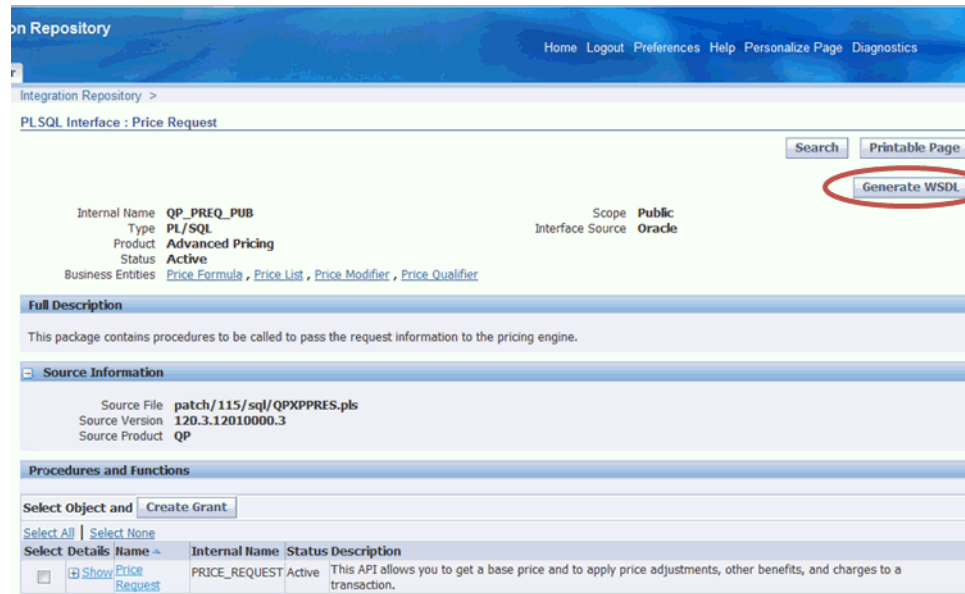 on Repository
Home Logout Preferences Help Personalize Page Diagnostics
r
Integration Repository >
PLSQL Interface : Price Request
Search Printable Page
Generate WSDL
Internal Name QP_PREQ_PUB Scope Public
Type PL/SQL Interface Source Oracle
Product Advanced Pricing
Status Active
Business Entities Price Formula , Price List , Price Modifier , Price Qualifier
Full Description
This package contains procedures to be called to pass the request information to the pricing engine.
Source Information
Source File patch/115/sql/QPXPPRES.pls
Source Version 120.3.12010000.3
Source Product QP
Procedures and Functions
Select Object and Create Grant
Select All | Select None
Select Details Name Internal Name Status Description
Show Price PRICE_REQUEST Active This API allows you to get a base price and to apply price adjustments, other benefits, and charges to a
Request transaction.